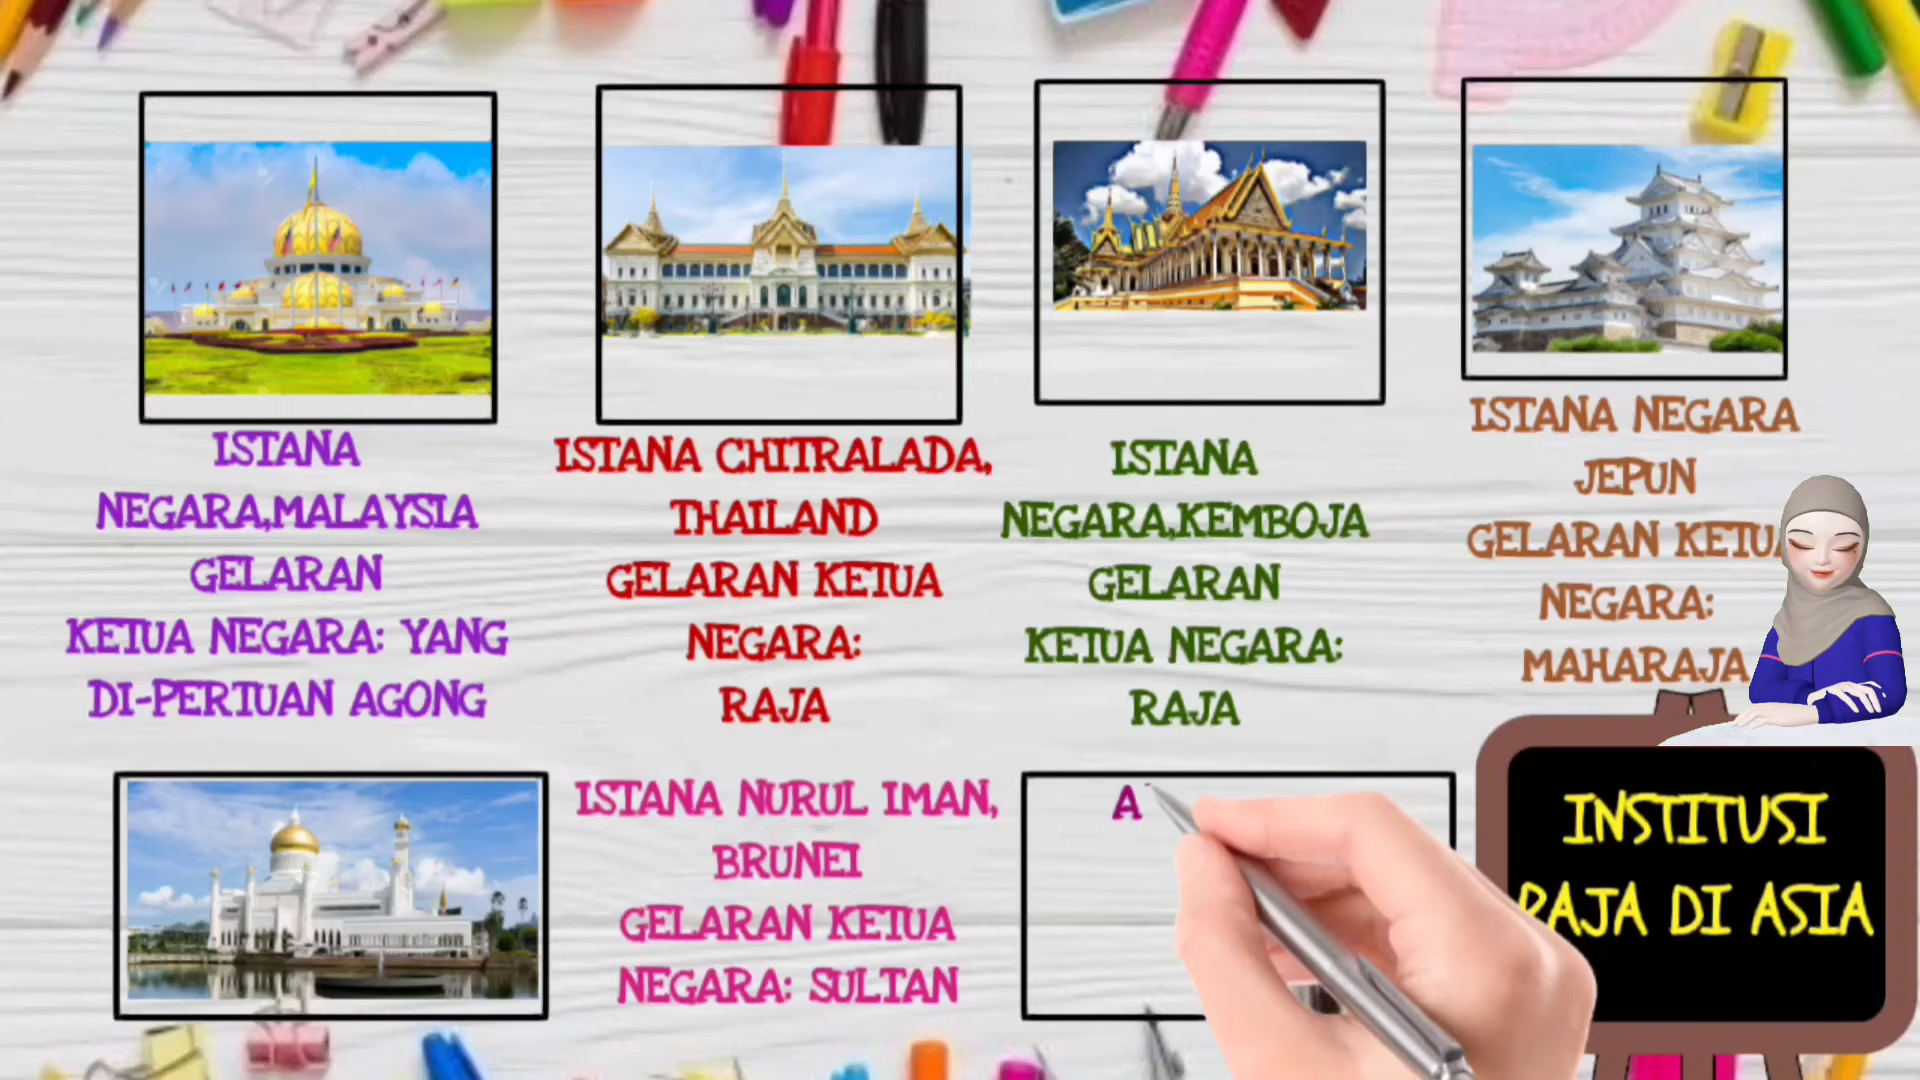 ISTANA
NEGARA,MALAYSIA
GELARAN
KETUA NEGARA: YANG
DI-PERTUAN AGONG
ISTANA CHITRALADA,
THAILAND
GELARAN KETUA
NEGARA:
RAJA
ISTANA
NEGARA,KEMBOJA
GELARAN
KETUA NEGARA:
RAJA
ISTANA NEGARA
JEPUN
GELARAN KETUA
NEGARA:
MAHARAJA
ISTANA NURUL IMAN,
BRUNEI
GELARAN KETUA
NEGARA: SULTAN
A
INSTITUSI
RAJA DI ASIA